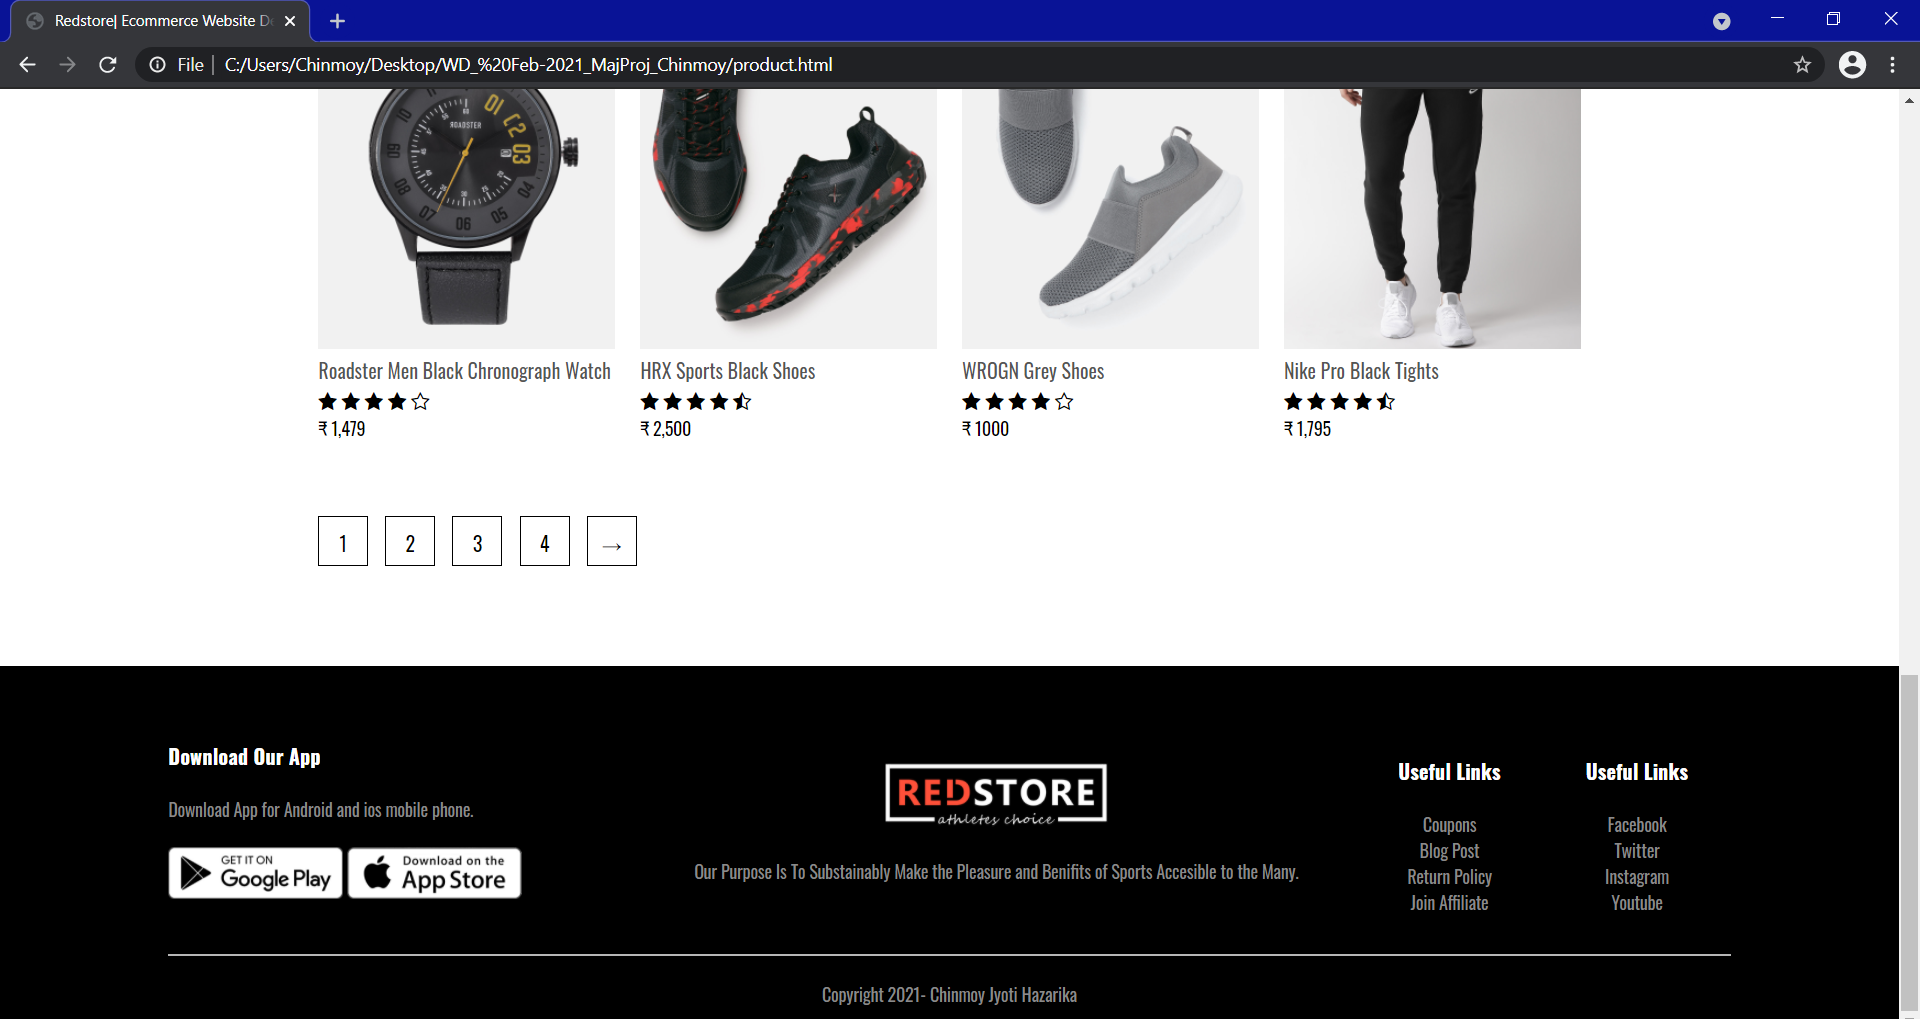 Redstore| Ecommerce Website De
File
C:/Users/Chinmoy/Desktop/WD_%20Feb-2021_MajProj_Chinmoy/product.html
ROADSTER
Roadster Men Black Chronograph Watch
₹ 1,479
HRX Sports Black Shoes
₹ 2,500
WROGN Grey Shoes
₹ 1000
Nike Pro Black Tights
₹ 1,795
1 2 3 4 →
Download Our App
Download App for Android and ios mobile phone.
GET IT ON
Google Play
Download on the
App Store
REDSTORE
athletes choice
Our Purpose Is To Substainably Make the Pleasure and Benifits of Sports Accesible to the Many.
Useful Links
Coupons
Blog Post
Return Policy
Join Affiliate
Useful Links
Facebook
Twitter
Instagram
Youtube
Copyright 2021- Chinmoy Jyoti Hazarika